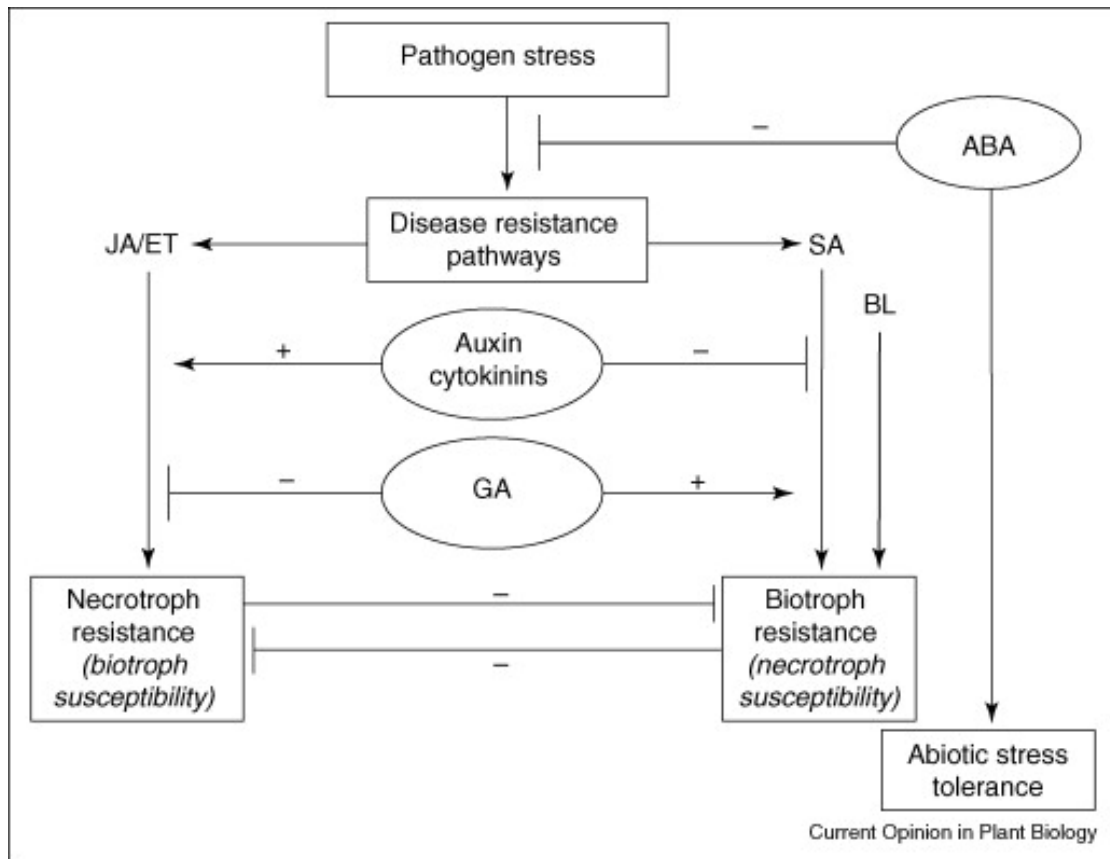 Pathogen stress
–
ABA
Disease resistance
pathways
JA/ET
SA
BL
Auxin
cytokinins
+
–
GA
–
+
Necrotroph
resistance
(biotroph
susceptibility)
–
–
Biotroph
resistance
(necrotroph
susceptibility)
Abiotic stress
tolerance
Current Opinion in Plant Biology